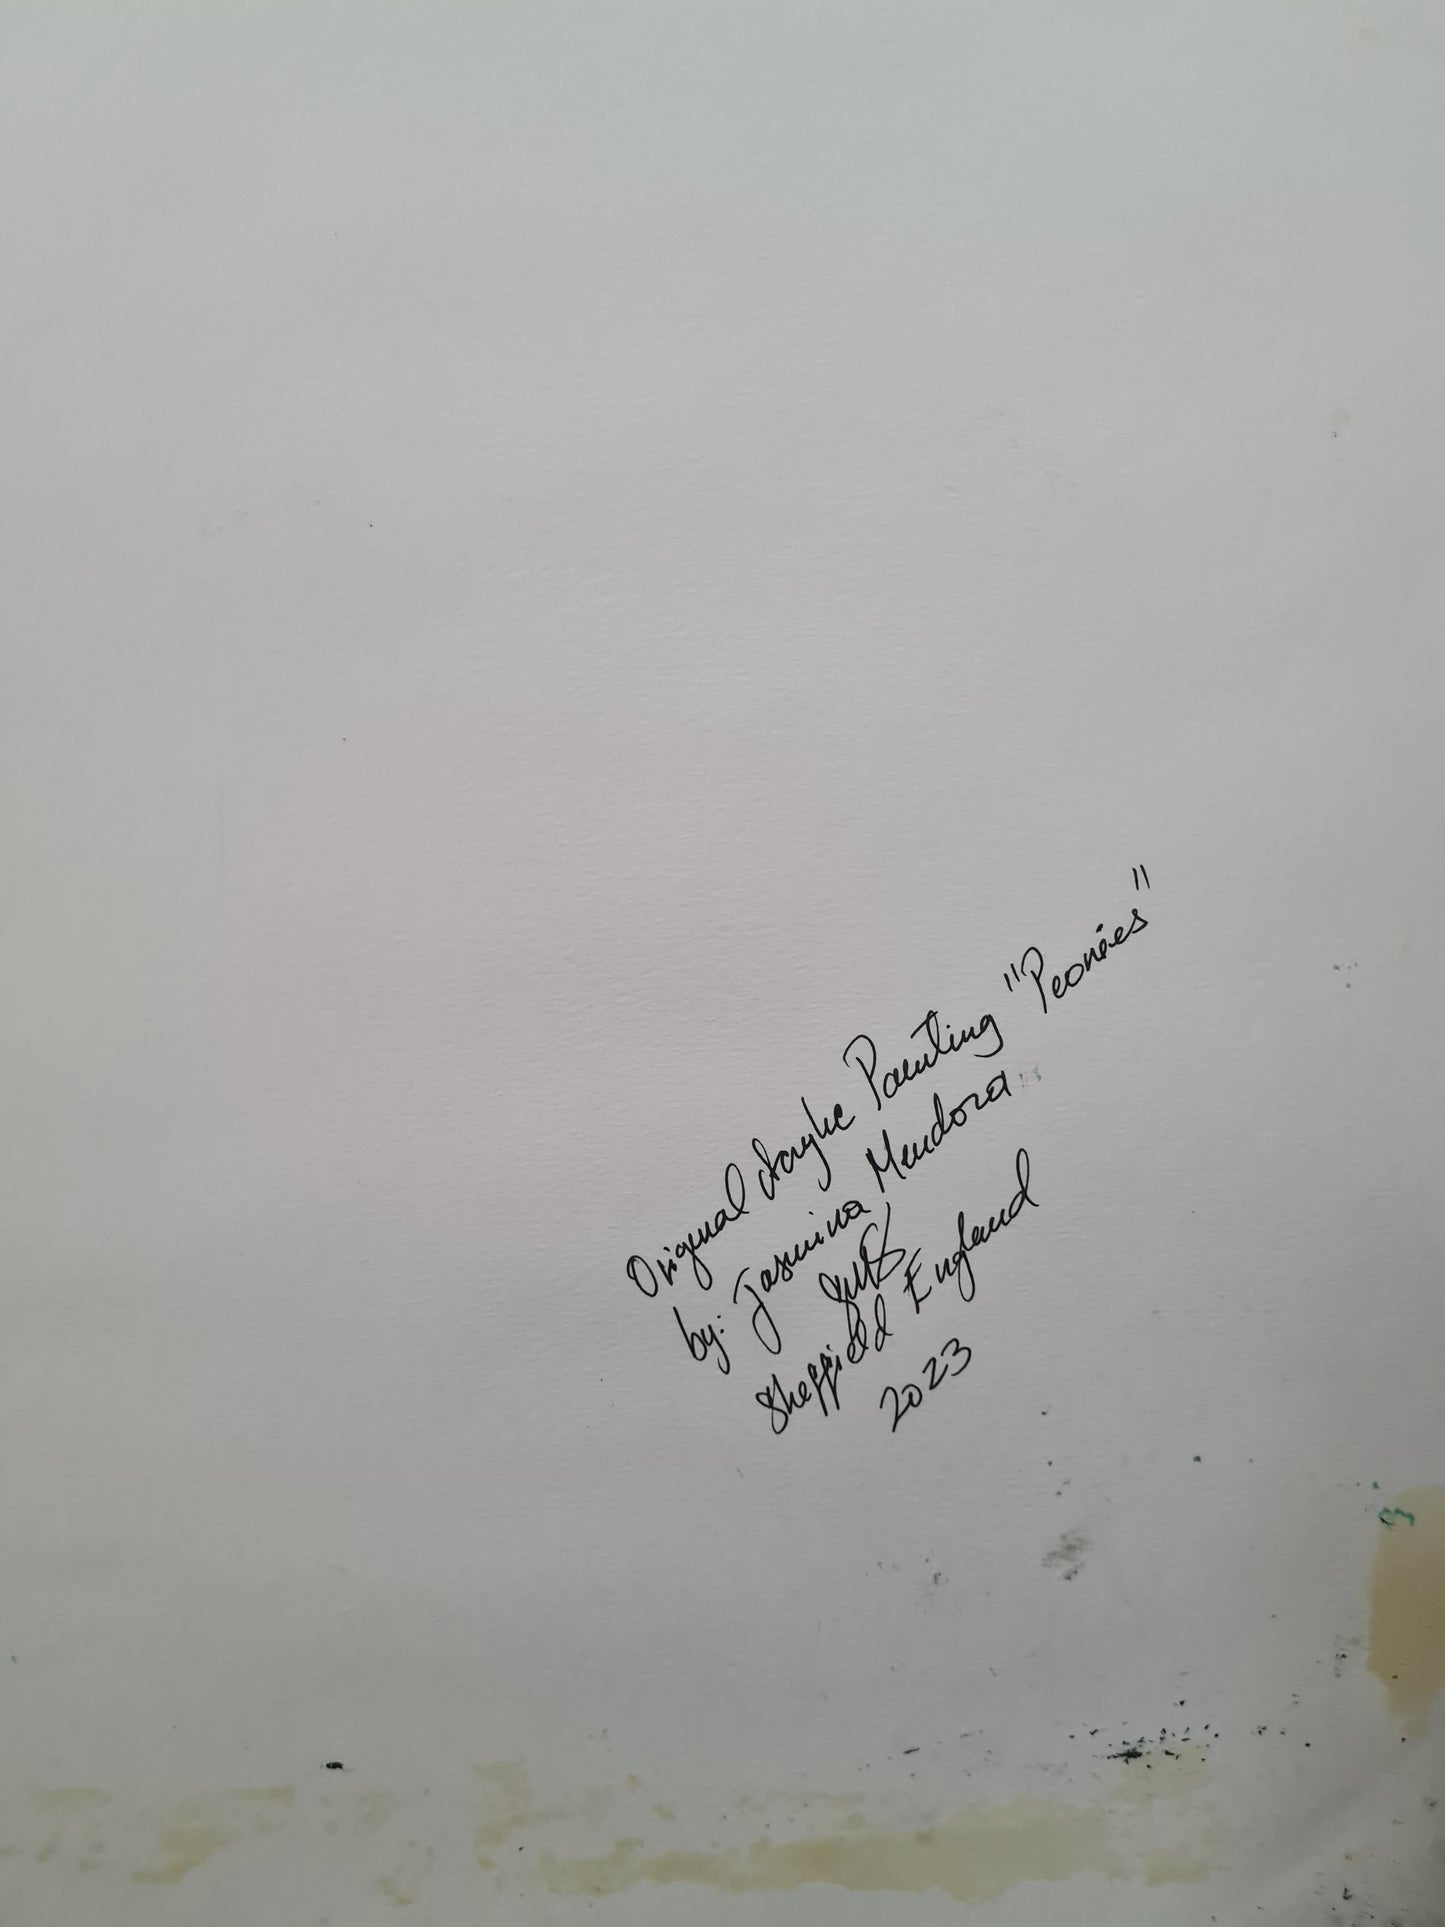 Original Acrylic Painting "Peonies"
by: Jasmina Mendoza
Sheffield England
2023